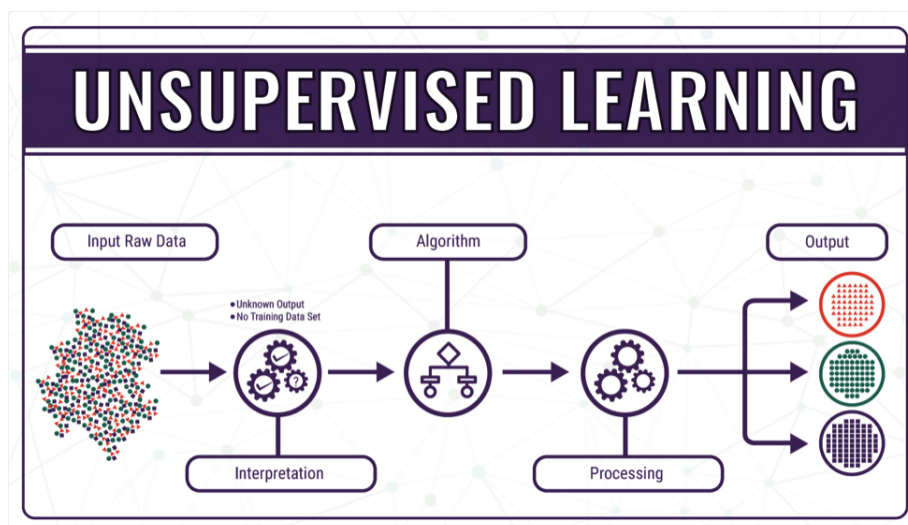 UNSUPERVISED LEARNING
Input Raw Data
Algorithm
Output
• Unknown Output
• No Training Data Set
?
Interpretation
Processing